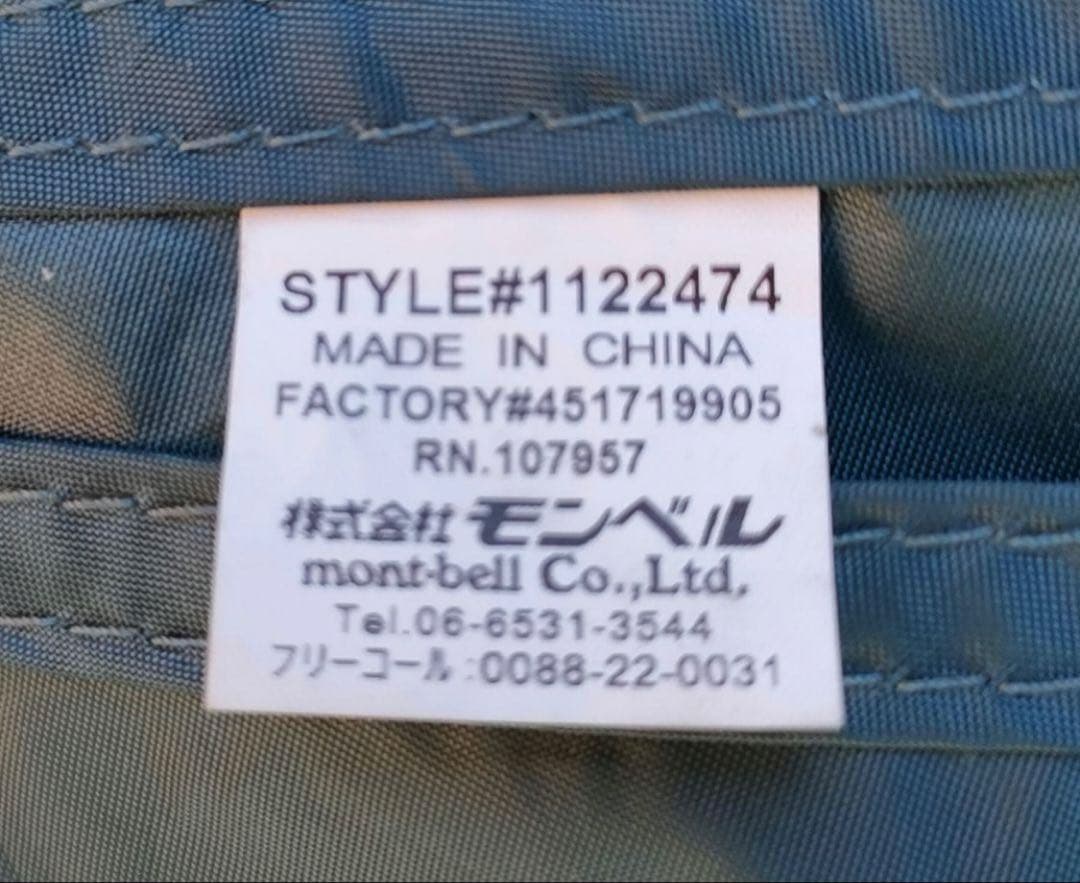 STYLE#1122474
MADE IN CHINA
FACTORY#451719905
RN.107957
株式会社モンベル
mont-bell Co.,Ltd.
Tel.06-6531-3544
フリーコール:0088-22-0031